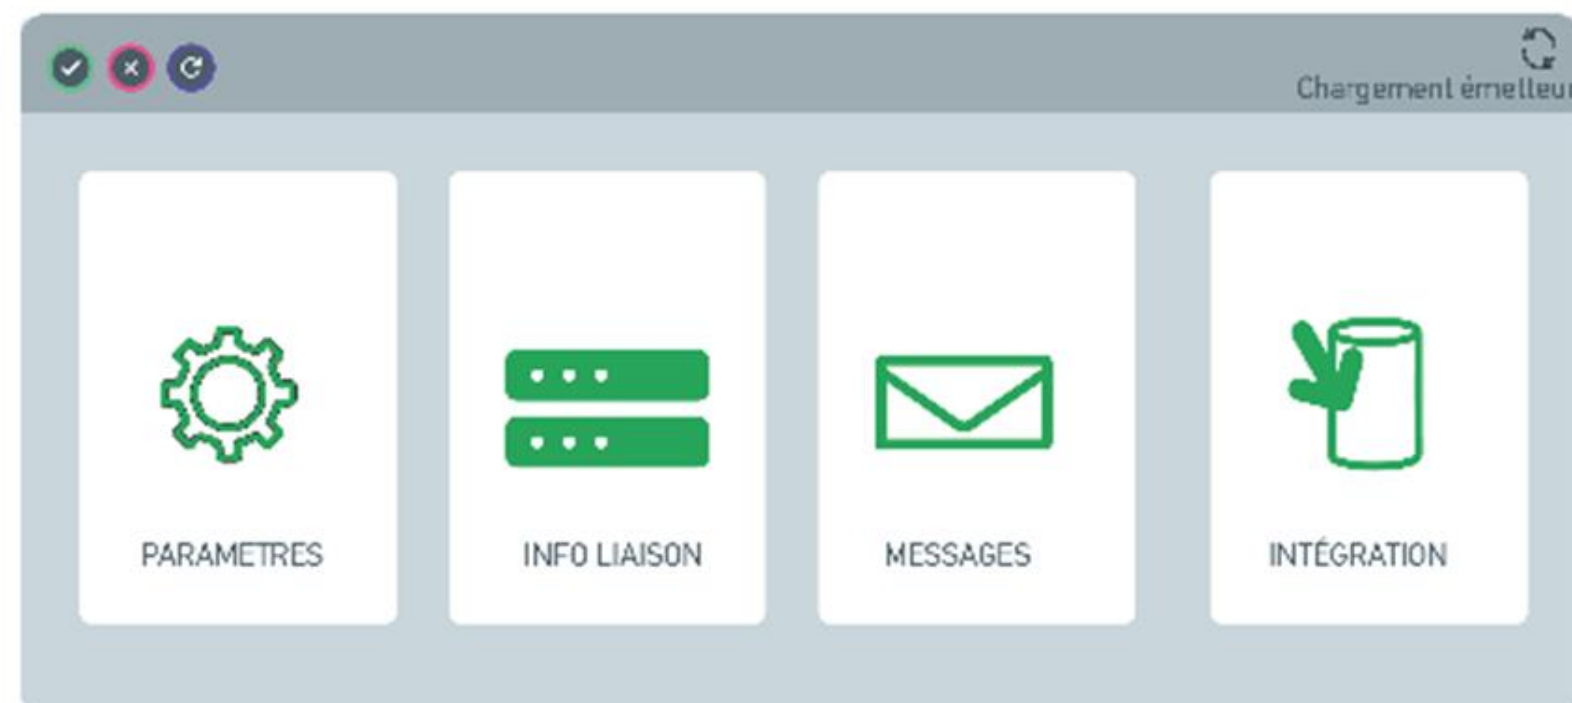 Chargement émetteur
PARAMETRES
INFO LIAISON
MESSAGES
INTÉGRATION